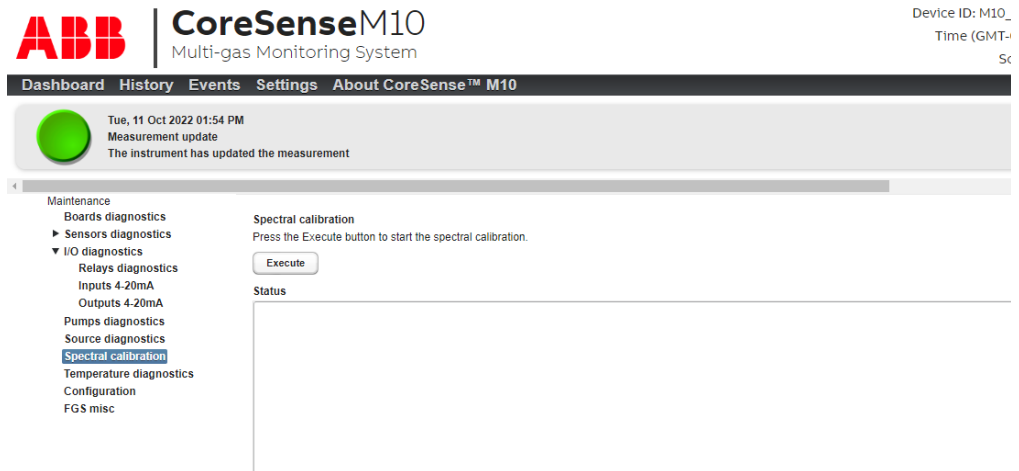 ABB
CoreSenseM10
Multi-gas Monitoring System
Device ID: M10_
Time (GMT-
Dashboard History Events Settings About CoreSense™ M10
Tue, 11 Oct 2022 01:54 PM
Measurement update
The instrument has updated the measurement
Maintenance
Boards diagnostics
Sensors diagnostics
I/O diagnostics
Relays diagnostics
Inputs 4-20mA
Outputs 4-20mA
Pumps diagnostics
Source diagnostics
Spectral calibration
Temperature diagnostics
Configuration
FGS misc
Spectral calibration
Press the Execute button to start the spectral calibration.
Execute
Status